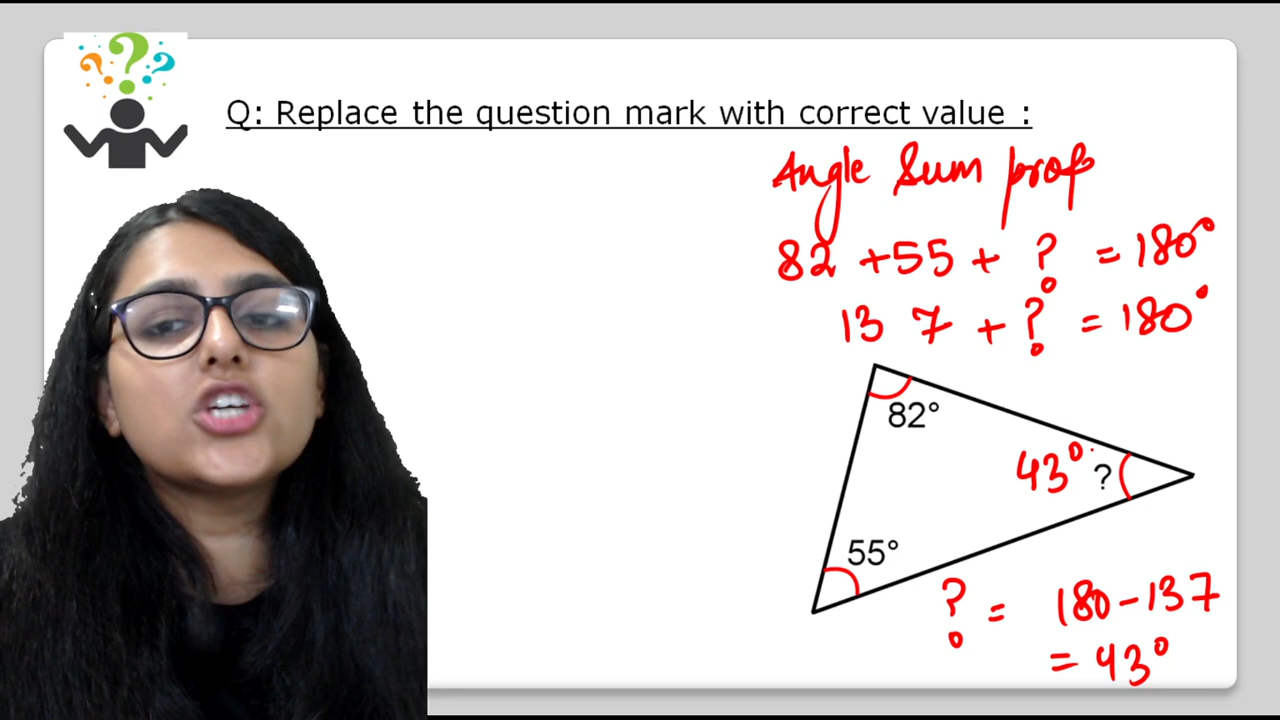 Q: Replace the question mark with correct value :
Angle Sum prop
82 + 55 + ? = 180°
137 + ? = 180°
82°
43° ?
55°
? = 180 - 137
= 43°